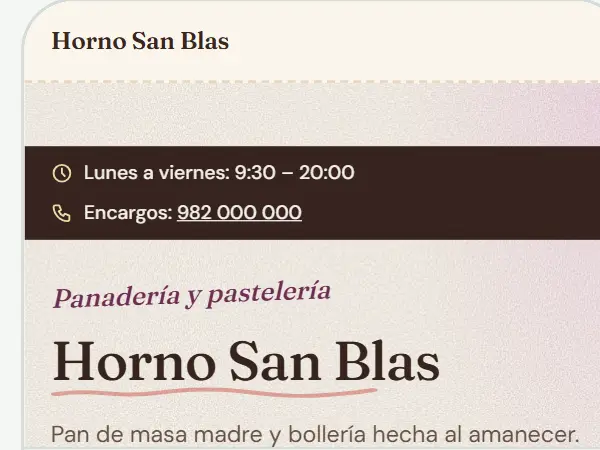 Horno San Blas
Lunes a viernes: 9:30 – 20:00
Encargos: 982 000 000
Panadería y pastelería
Horno San Blas
Pan de masa madre y bollería hecha al amanecer.